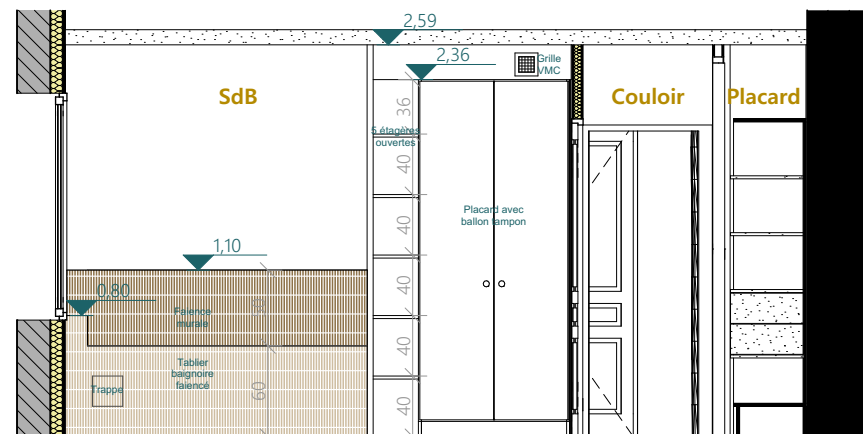 2,59
2,36
Grille
VMC
SdB
Couloir
Placard
36
5 étagères
ouvertes
40
Placard avec
ballon tampon
40
1,10
40
0,80
30
Faïence
murale
40
Tablier
baignoire
faïencé
Trappe
60
40